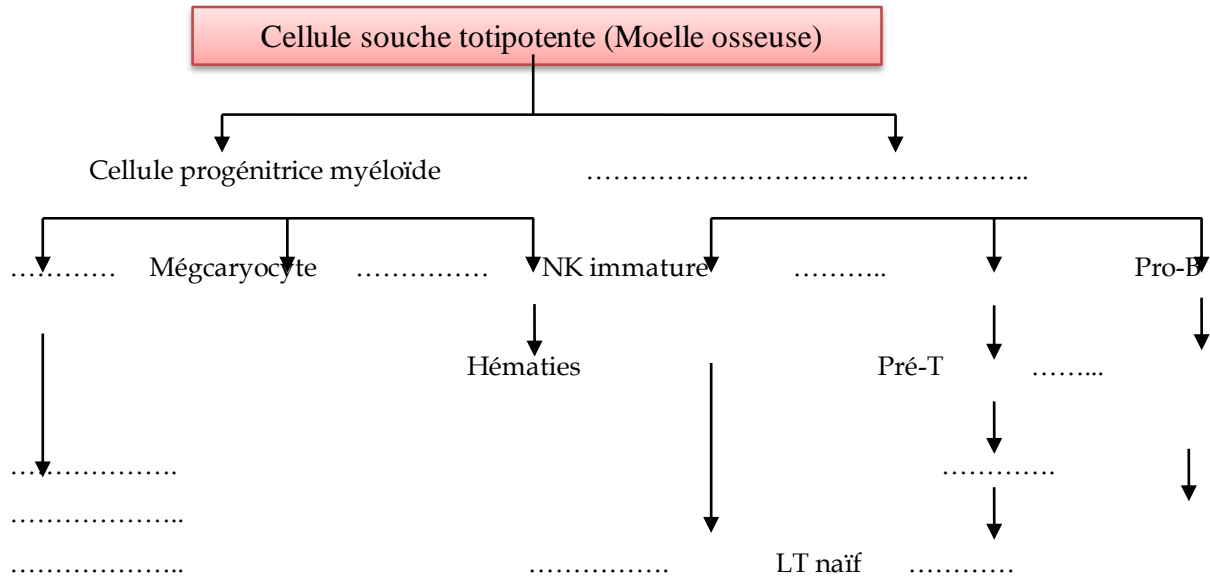 Cellule souche totipotente (Moelle osseuse)
Cellule progénitrice myéloïde …………………………………………..
………… Mégcaryocyte …………… NK immature ……….. Pro-B
Hématies Pré-T ……...
………………. ………….
………………..
……………….. ……………. LT naïf …………